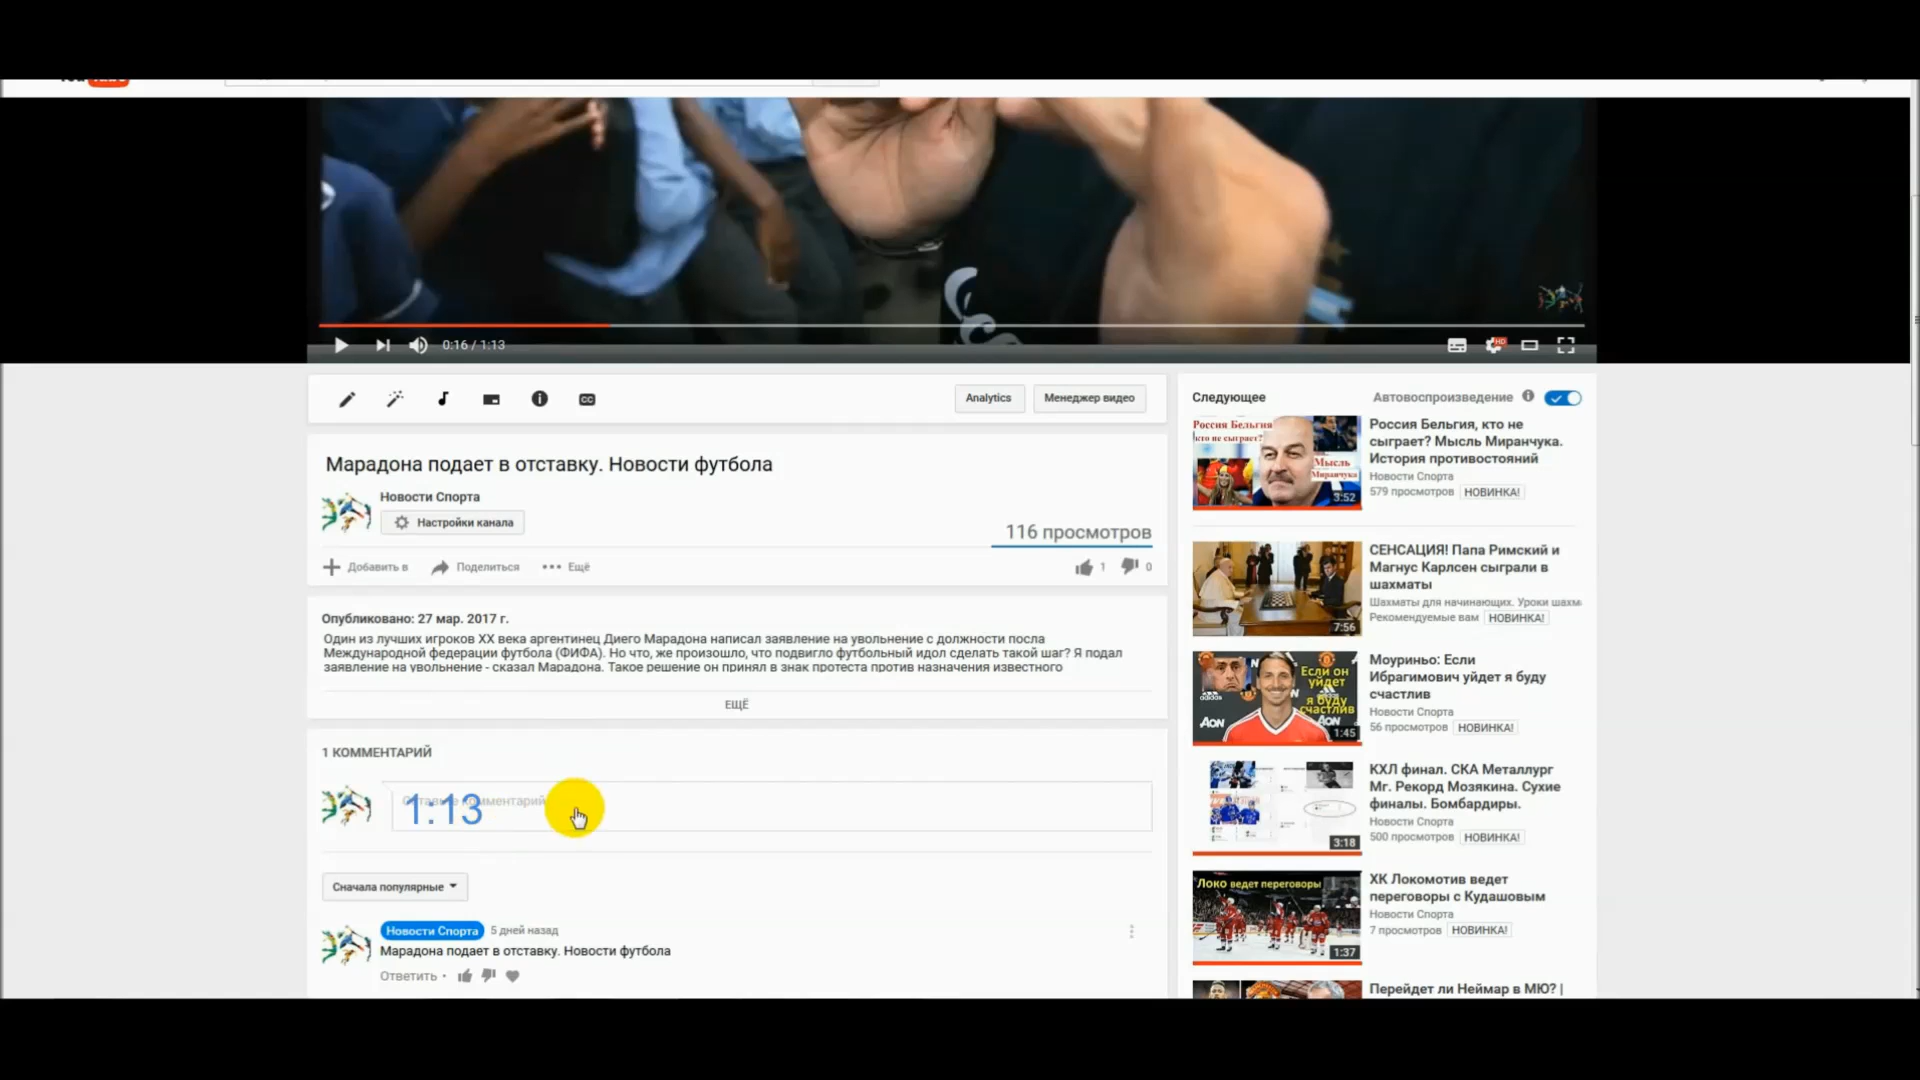 0:16 / 1:13
HD
CC
Analytics
Менеджер видео
Марадона подает в отставку. Новости футбола
Новости Спорта
Настройки канала
116 просмотров
Добавить в
Поделиться
Ещё
1
0
Опубликовано: 27 мар. 2017 г.
Один из лучших игроков XX века аргентинец Диего Марадона написал заявление на увольнение с должности посла
Международной федерации футбола (ФИФА). Но что, же произошло, что подвигло футбольный идол сделать такой шаг? Я подал
заявление на увольнение - сказал Марадона. Такое решение он принял в знак протеста против назначения известного
ЕЩЁ
1 КОММЕНТАРИЙ
1:13
комментарий
Сначала популярные
Новости Спорта 5 дней назад
Марадона подает в отставку. Новости футбола
Ответить
Следующее
Автовоспроизведение
Россия Бельгия
кто не сыграет?
Мысль
Миранчука
3:52
Россия Бельгия, кто не
сыграет? Мысль Миранчука.
История противостояний
Новости Спорта
579 просмотров НОВИНКА!
7:56
СЕНСАЦИЯ! Папа Римский и
Магнус Карлсен сыграли в
шахматы
Шахматы для начинающих. Уроки шахм
Рекомендуемые вам НОВИНКА!
Если он
уйдет
я буду
счастлив
adidas
AON
AON
1:45
Моуриньо: Если
Ибрагимович уйдет я буду
счастлив
Новости Спорта
56 просмотров НОВИНКА!
3:18
КХЛ финал. СКА Металлург
Мг. Рекорд Мозякина. Сухие
финалы. Бомбардиры.
Новости Спорта
500 просмотров НОВИНКА!
Локо ведет переговоры
1:37
ХК Локомотив ведет
переговоры с Кудашовым
Новости Спорта
7 просмотров НОВИНКА!
Перейдет ли Неймар в МЮ? |